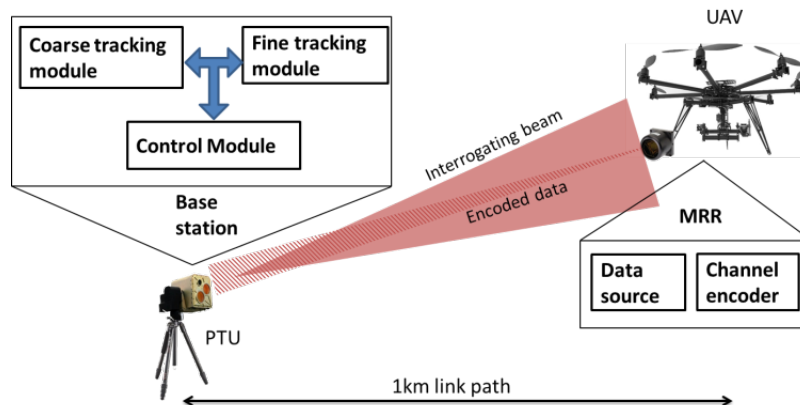 UAV
Coarse tracking
module
Fine tracking
module
Control Module
Interrogating beam
Encoded data
Base
station
MRR
Data
source
Channel
encoder
PTU
1km link path